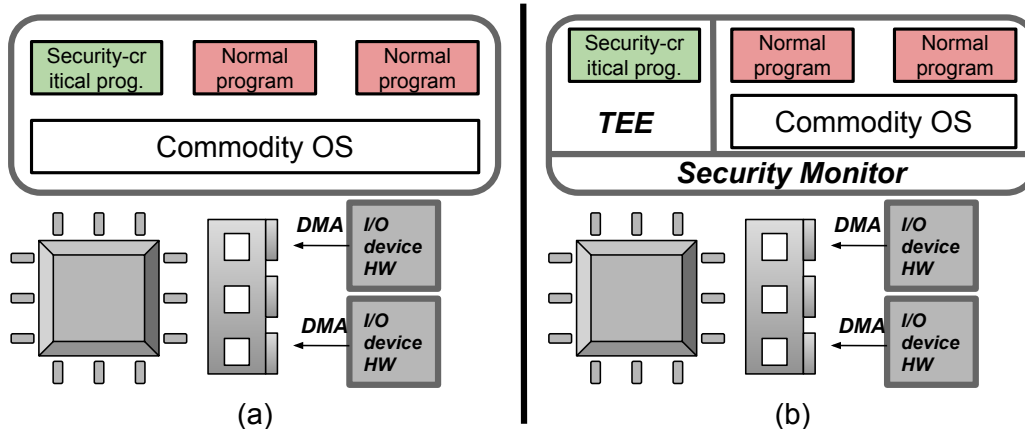 Security-cr
itical prog.
Normal
program
Normal
program
Commodity OS
DMA
I/O
device
HW
DMA
I/O
device
HW
(a)
Security-cr
itical prog.
Normal
program
Normal
program
TEE
Commodity OS
Security Monitor
DMA
I/O
device
HW
DMA
I/O
device
HW
(b)